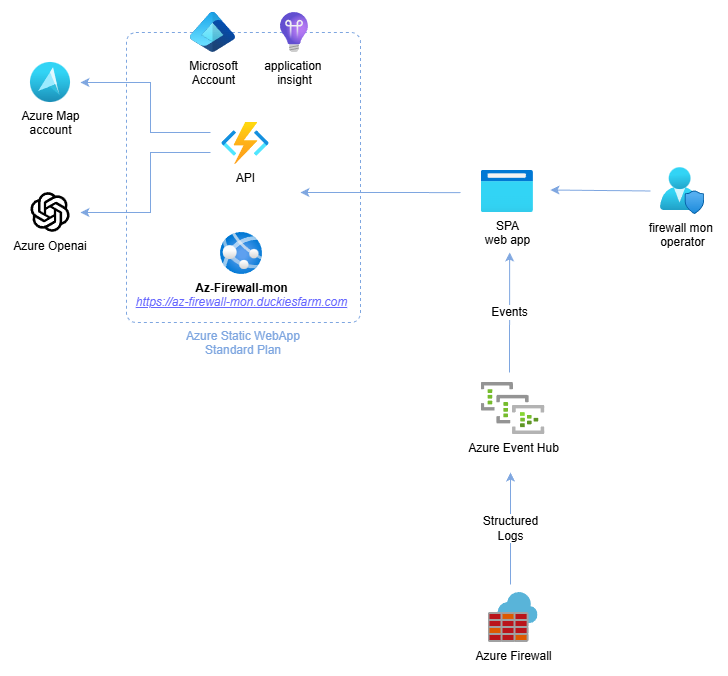 Microsoft
Account
application
insight
Azure Map
account
API
Azure Openai
SPA
web app
firewall mon
operator
Az-Firewall-mon
https://az-firewall-mon.duckiesfarm.com
Azure Static WebApp
Standard Plan
Events
Azure Event Hub
Structured
Logs
Azure Firewall